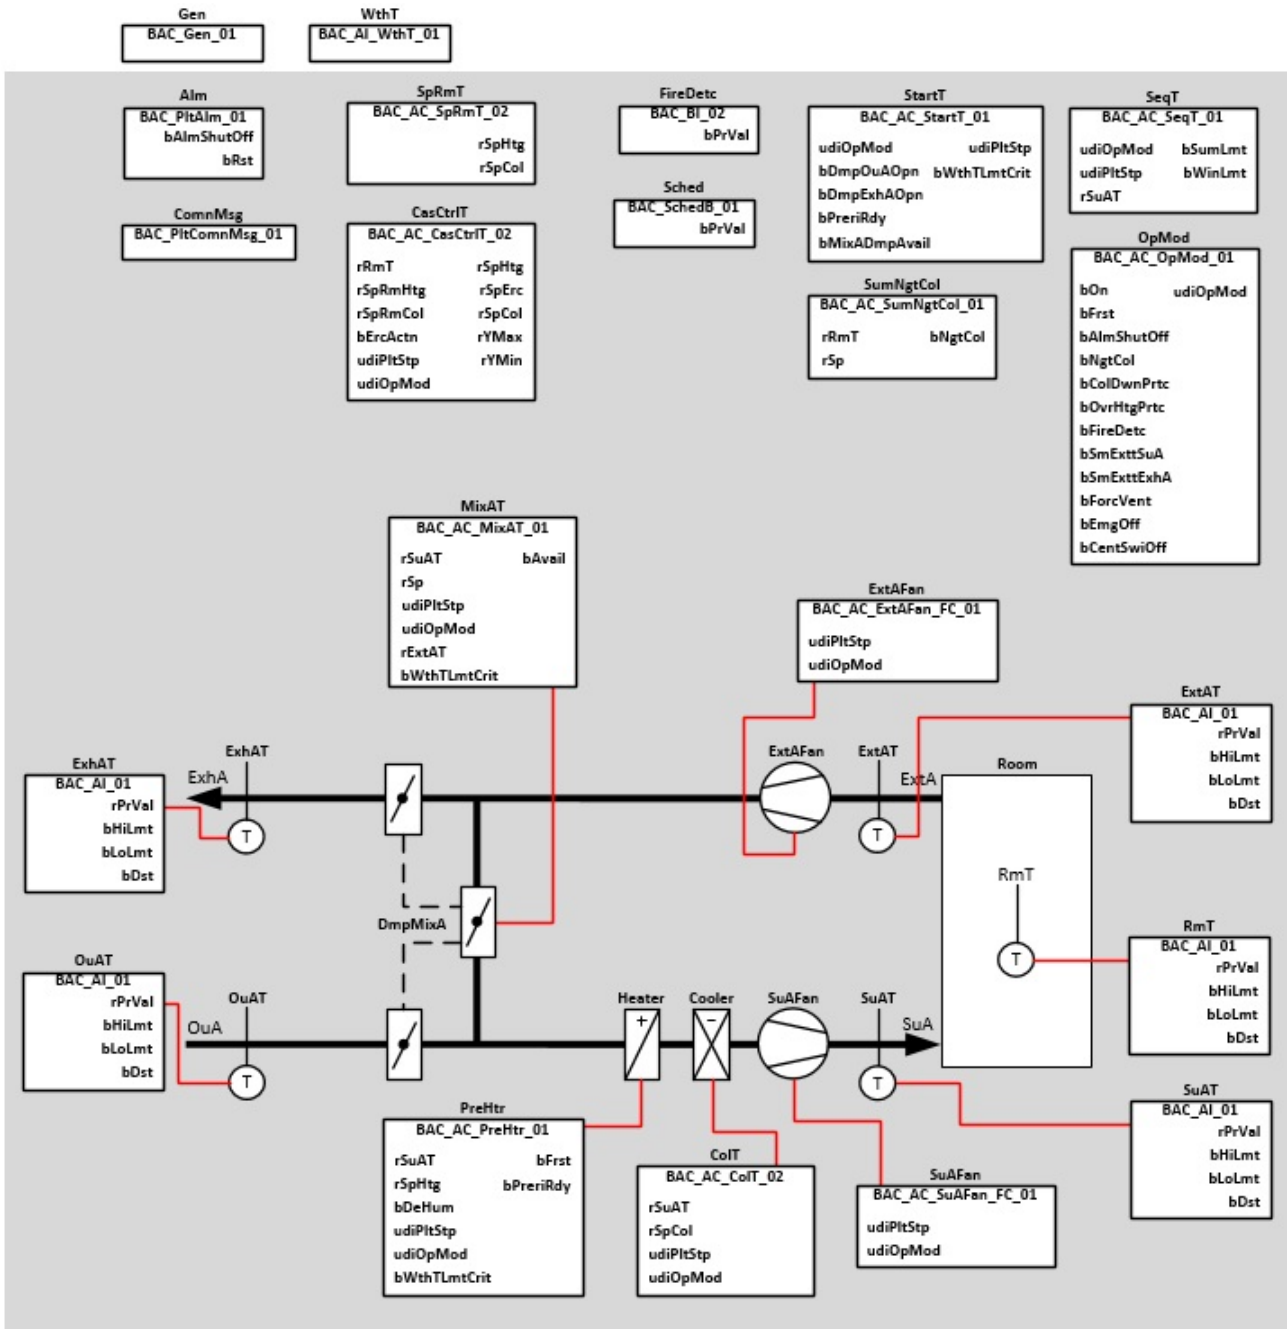 Gen
BAC_Gen_01
WthT
BAC_AI_WthT_01
Alm
BAC_PltAlm_01
bAlmShutOff
bRst
SpRmT
BAC_AC_SpRmT_02
rSpHtg
rSpCol
FireDetc
BAC_BI_02
bPrVal
StartT
BAC_AC_StartT_01
udiOpMod udiPltStp
bDmpOuAOpn bWthTLmtCrit
bDmpExhAOpn
bPreriRdy
bMixADmpAvail
SeqT
BAC_AC_SeqT_01
udiOpMod bSumLmt
udiPltStp bWinLmt
rSuAT
ComnMsg
BAC_PltComnMsg_01
CasCtrlT
BAC_AC_CasCtrlT_02
rRmT rSpHtg
rSpRmHtg rSpErc
rSpRmCol rSpCol
bErcActn rYMax
udiPltStp rYMin
udiOpMod
Sched
BAC_SchedB_01
bPrVal
SumNgtCol
BAC_AC_SumNgtCol_01
rRmT bNgtCol
rSp
OpMod
BAC_AC_OpMod_01
bOn udiOpMod
bFrst
bAlmShutOff
bNgtCol
bColDwnPrtc
bOvrHtgPrtc
bFireDetc
bSmExttSuA
bSmExttExhA
bForcVent
bEmgOff
bCentSwiOff
MixAT
BAC_AC_MixAT_01
rSuAT bAvail
rSp
udiPltStp
udiOpMod
rExtAT
bWthTLmtCrit
ExtAFan
BAC_AC_ExtAFan_FC_01
udiPltStp
udiOpMod
ExtAT
BAC_AI_01
rPrVal
bHiLmt
bLoLmt
bDst
ExhAT
BAC_AI_01
rPrVal
bHiLmt
bLoLmt
bDst
ExhA
ExhAT
T
ExtAFan
ExtAT
T
ExtA
Room
RmT
T
DmpMixA
RmT
BAC_AI_01
rPrVal
bHiLmt
bLoLmt
bDst
OuAT
BAC_AI_01
rPrVal
bHiLmt
bLoLmt
bDst
OuA
OuAT
T
Heater
+
Cooler
−
SuAFan
SuAT
T
SuA
SuAT
BAC_AI_01
rPrVal
bHiLmt
bLoLmt
bDst
PreHtr
BAC_AC_PreHtr_01
rSuAT bFrst
rSpHtg bPreriRdy
bDeHum
udiPltStp
udiOpMod
bWthTLmtCrit
ColT
BAC_AC_ColT_02
rSuAT
rSpCol
udiPltStp
udiOpMod
SuAFan
BAC_AC_SuAFan_FC_01
udiPltStp
udiOpMod